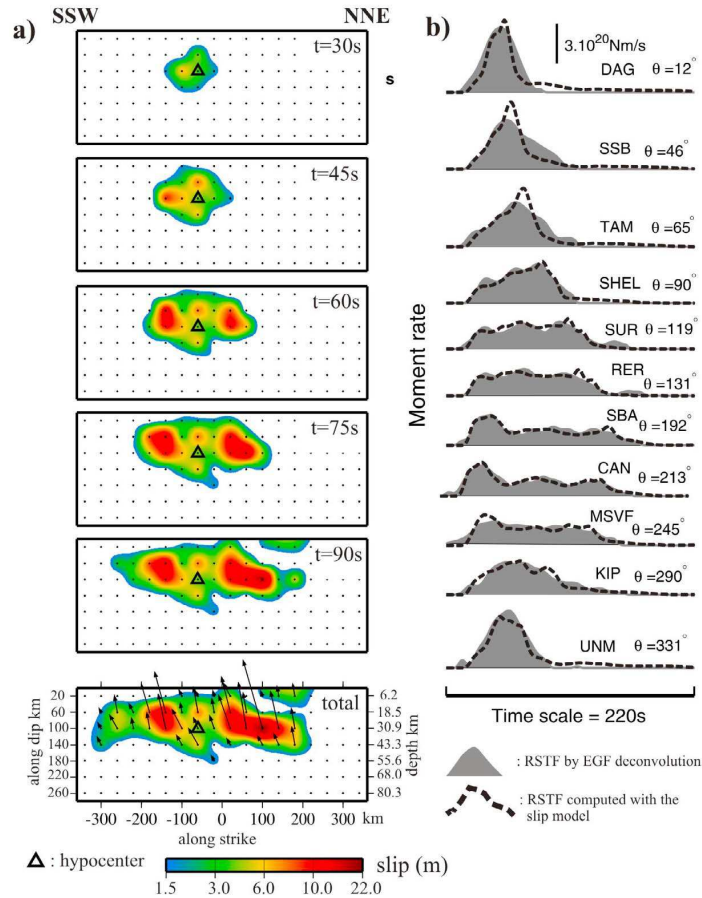 SSW NNE
a)
t=30s
t=45s
t=60s
t=75s
t=90s
total
along dip km
20
60
100
140
180
220
260
6.2
18.5
30.9
43.3
55.6
68.0
80.3
depth km
-300 -200 -100 0 100 200 300 km
along strike
: hypocenter
slip (m)
1.5 3.0 6.0 10.0 22.0
s
b)
3.10²⁰Nm/s
DAG θ =12°
SSB θ =46°
TAM θ =65°
SHEL θ =90°
SUR θ =119°
RER
θ =131°
SBA
θ =192°
CAN θ =213°
MSVF
θ =245°
KIP θ =290°
UNM θ =331°
Moment rate
Time scale = 220s
: RSTF by EGF deconvolution
: RSTF computed with the
slip model